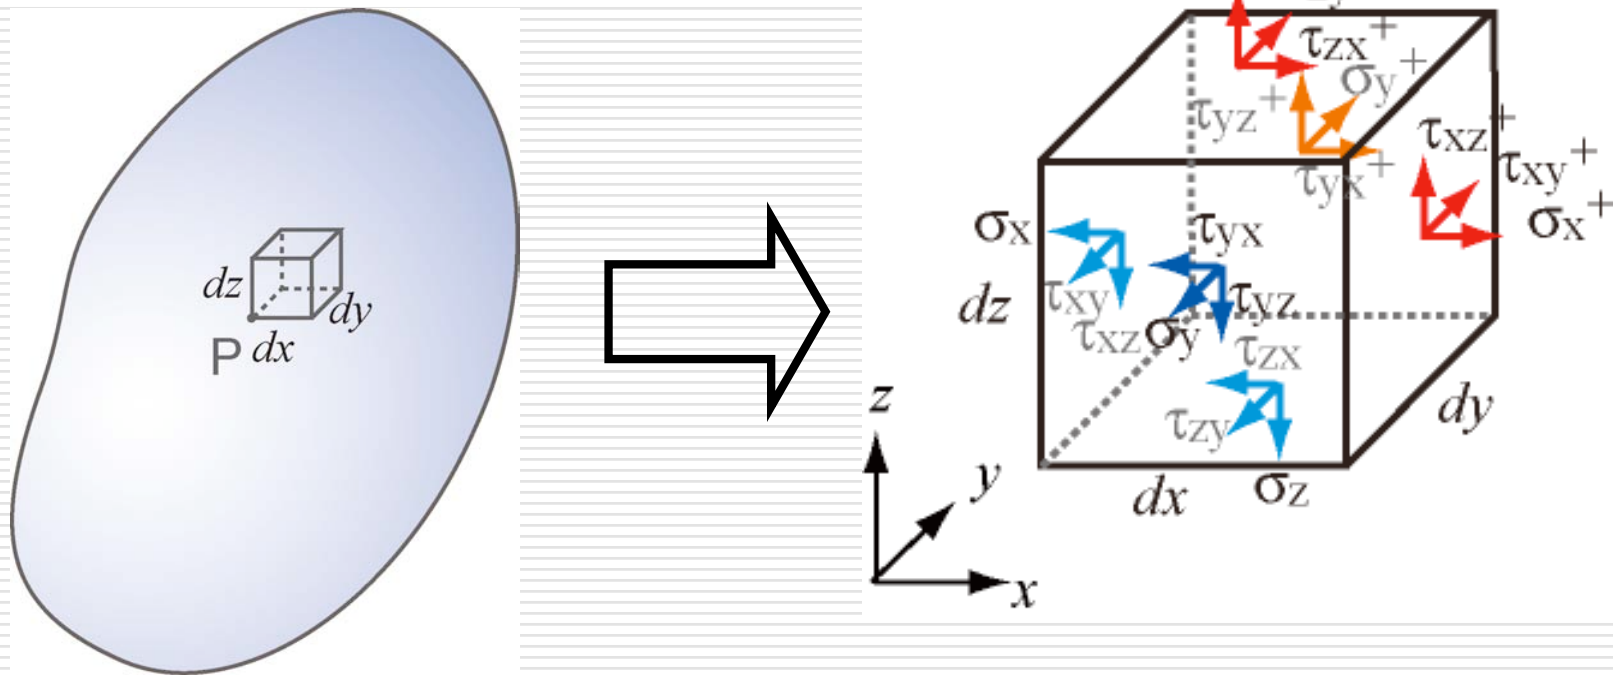 dz
dy
P dx
τzx+
σy+
τyz+
τyx+
τxz+
τxy+
σx+
σx
τyx
dz
τxy
τyz
τxz
σy
τzx
τzy
dy
z
y
dx
σz
x